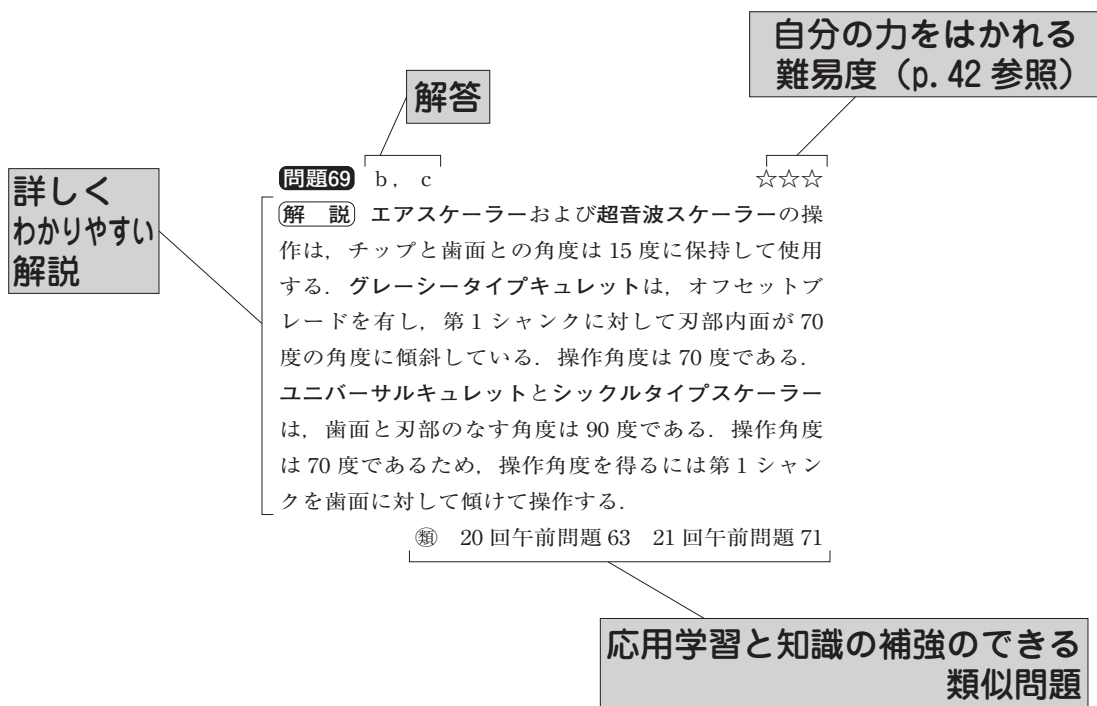 自分の力をはかれる
難易度(p.42 参照)
解答
問題69 b,c ☆☆☆
詳しく
わかりやすい
解説
解 説 エアスケーラーおよび超音波スケーラーの操
作は,チップと歯面との角度は 15 度に保持して使用
する.グレーシータイプキュレットは,オフセットブ
レードを有し,第 1 シャンクに対して刃部内面が 70
度の角度に傾斜している.操作角度は 70 度である.
ユニバーサルキュレットとシックルタイプスケーラー
は,歯面と刃部のなす角度は 90 度である.操作角度
は 70 度であるため,操作角度を得るには第 1 シャン
クを歯面に対して傾けて操作する.
類 20 回午前問題 63 21 回午前問題 71
応用学習と知識の補強のできる
類似問題